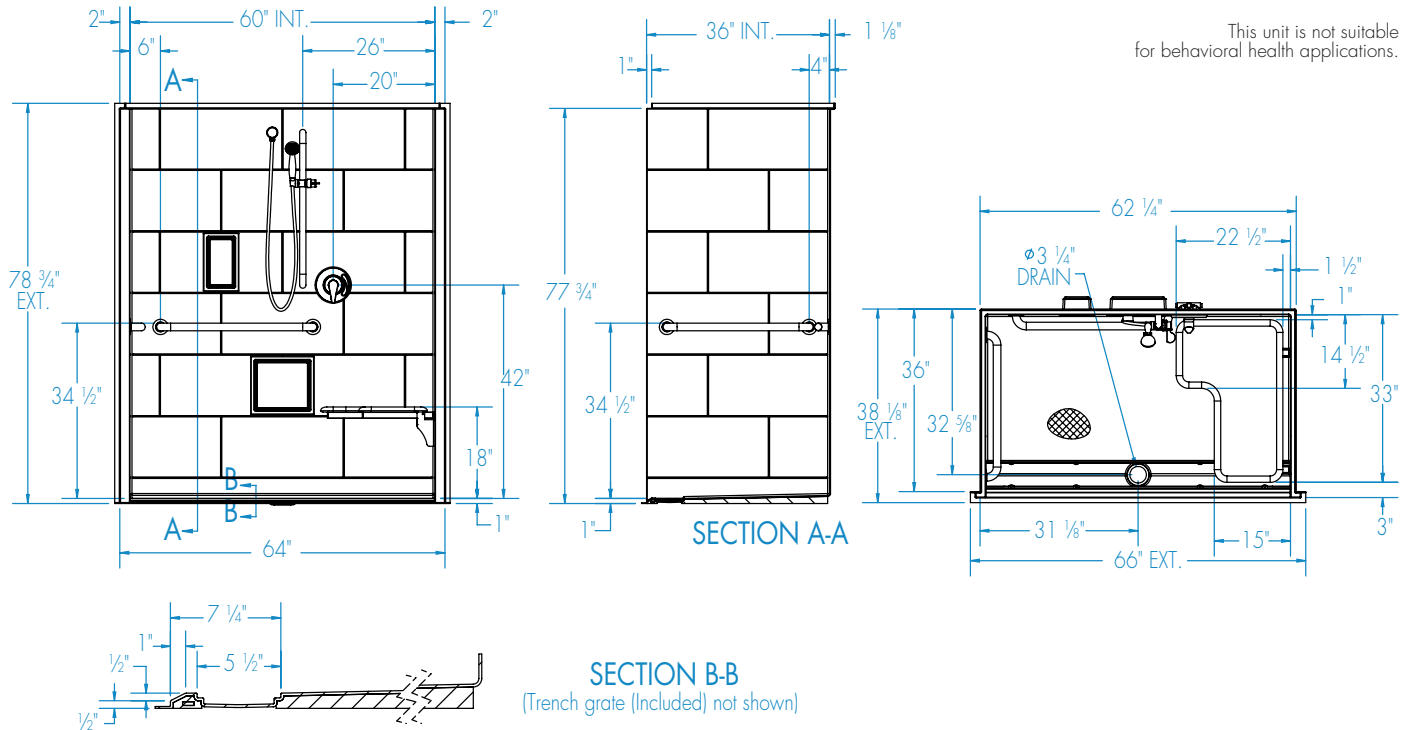 2"
60" INT.
2"
6"
26"
A
20"
78 ¾"
EXT.
34 ½"
42"
18"
B
B
1"
A
64"
36" INT.
1 ⅛"
1"
4"
77 ¾"
34 ½"
1"
SECTION A-A
This unit is not suitable
for behavioral health applications.
62 ¼"
22 ½"
ø3 ¼"
DRAIN
1 ½"
1"
14 ½"
36"
33"
38 ⅛"
EXT.
32 ⅝"
31 ⅛"
15"
3"
66" EXT.
7 ¼"
1"
5 ½"
½"
½"
SECTION B-B
(Trench grate (Included) not shown)